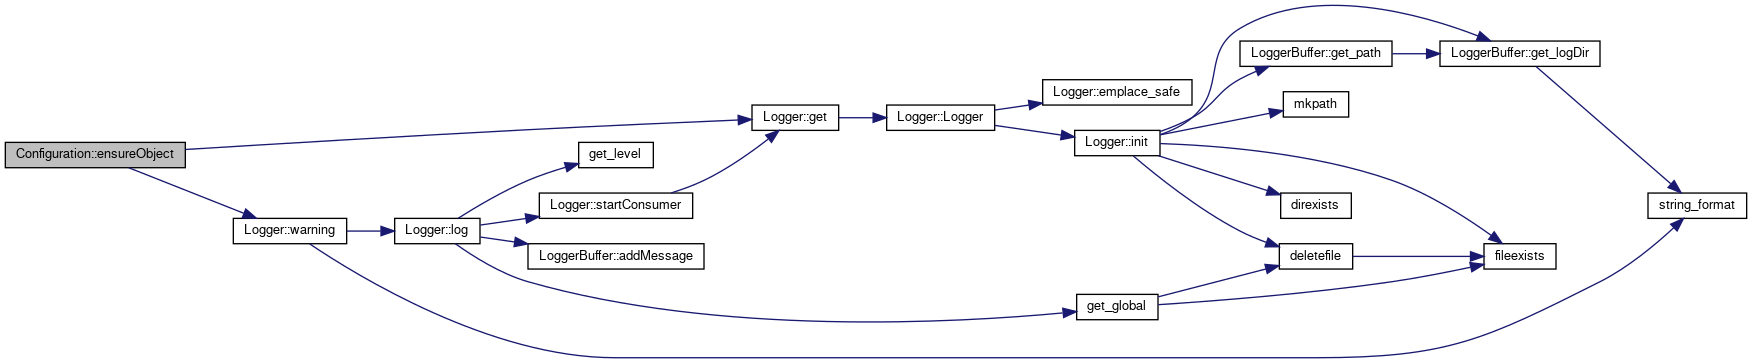 Configuration::ensureObject
Logger::warning
Logger::log
get_level
Logger::startConsumer
LoggerBuffer::addMessage
Logger::get
Logger::Logger
Logger::emplace_safe
Logger::init
get_global
LoggerBuffer::get_path
mkpath
direxists
deletefile
LoggerBuffer::get_logDir
fileexists
string_format